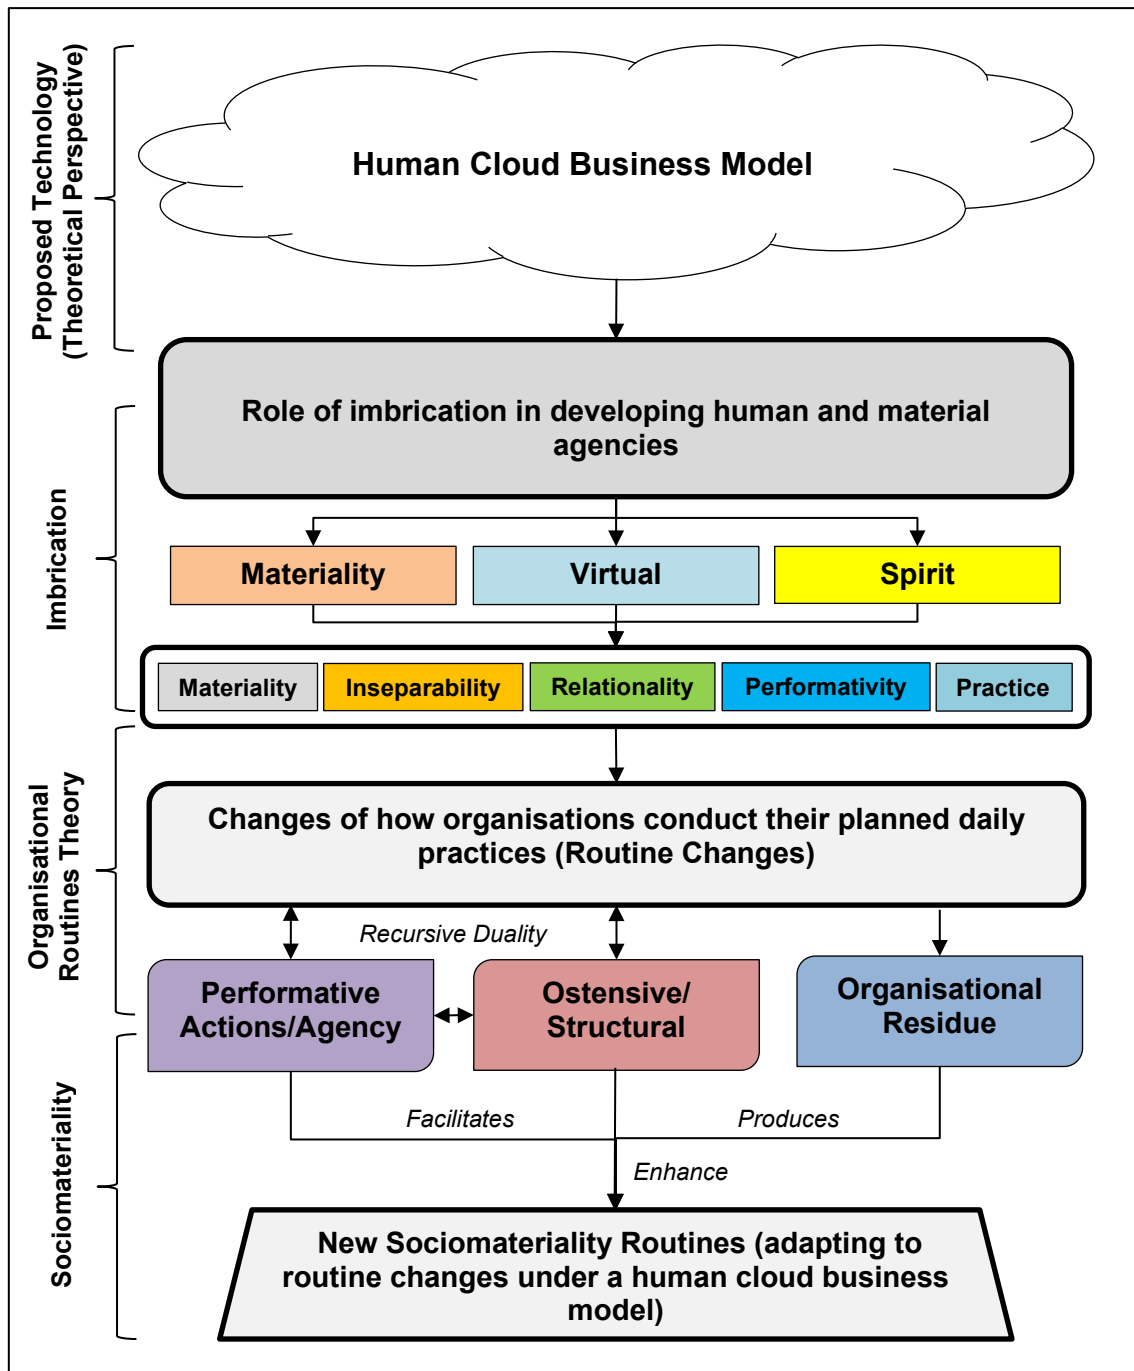 Proposed Technology
(Theoretical Perspective)
Human Cloud Business Model
Imbrication
Role of imbrication in developing human and material
agencies
Materiality
Virtual
Spirit
Materiality
Inseparability
Relationality
Performativity
Practice
Organisational
Routines Theory
Changes of how organisations conduct their planned daily
practices (Routine Changes)
Recursive Duality
Performative
Actions/Agency
Ostensive/
Structural
Organisational
Residue
Sociomateriality
Facilitates
Produces
Enhance
New Sociomateriality Routines (adapting to
routine changes under a human cloud business
model)